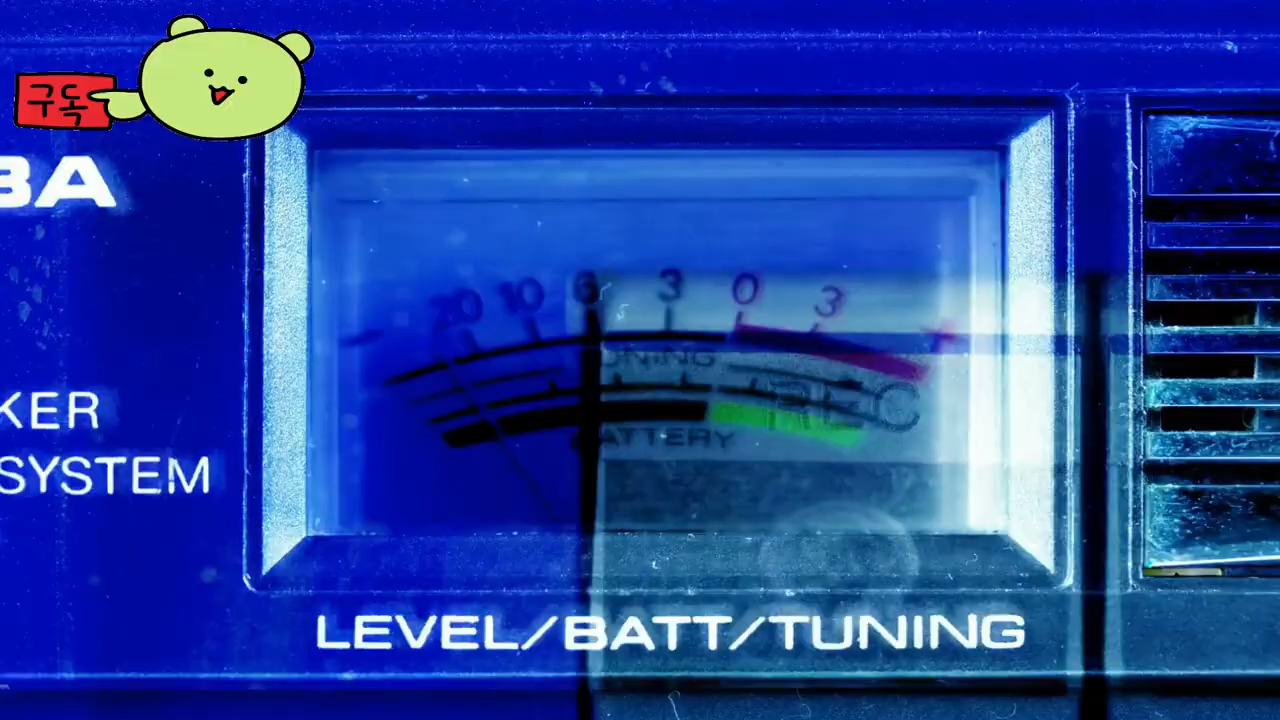 구독
BA
20 10 6 3 0 3 +
TUNING
REC
BATTERY
KER
SYSTEM
LEVEL/BATT/TUNING